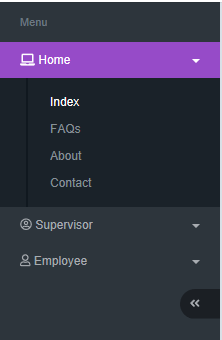 Menu
Home
Index
FAQs
About
Contact
Supervisor
Employee